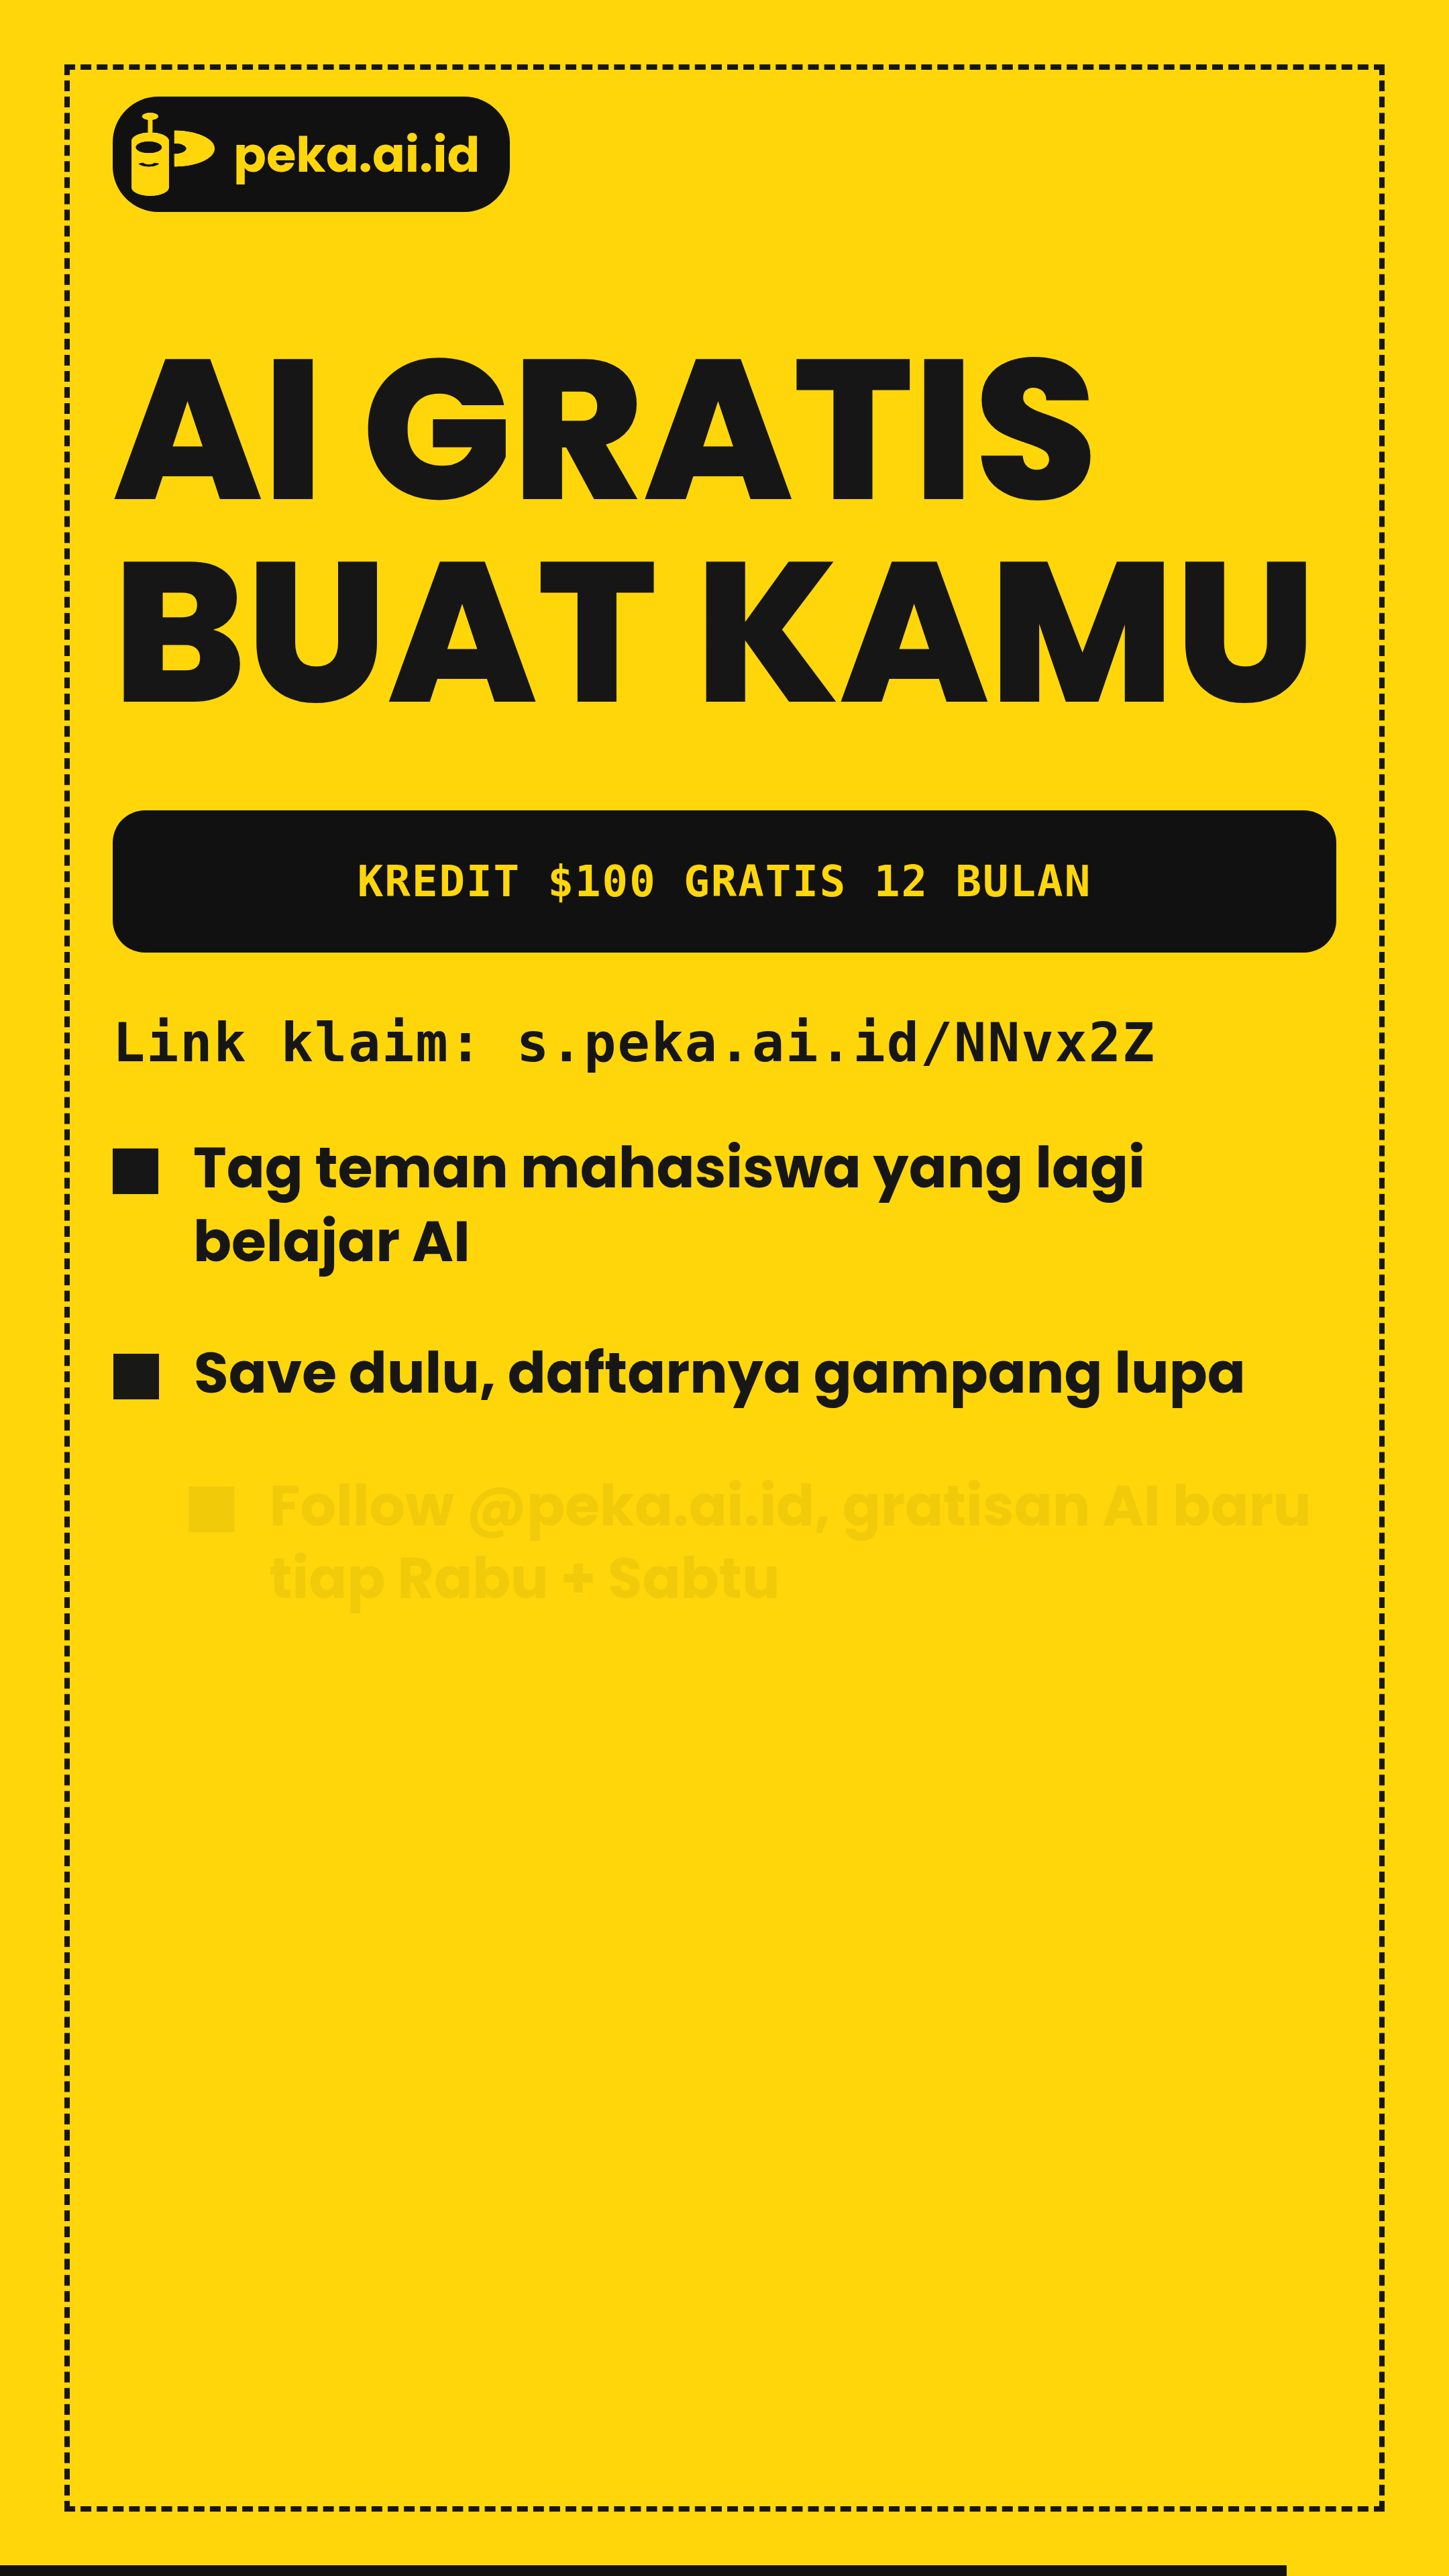 peka.ai.id
AI GRATIS
BUAT KAMU
KREDIT $100 GRATIS 12 BULAN
Link klaim: s.peka.ai.id/NNvx2Z
Tag teman mahasiswa yang lagi
belajar AI
Save dulu, daftarnya gampang lupa
Follow @peka.ai.id, gratisan AI baru
tiap Rabu + Sabtu